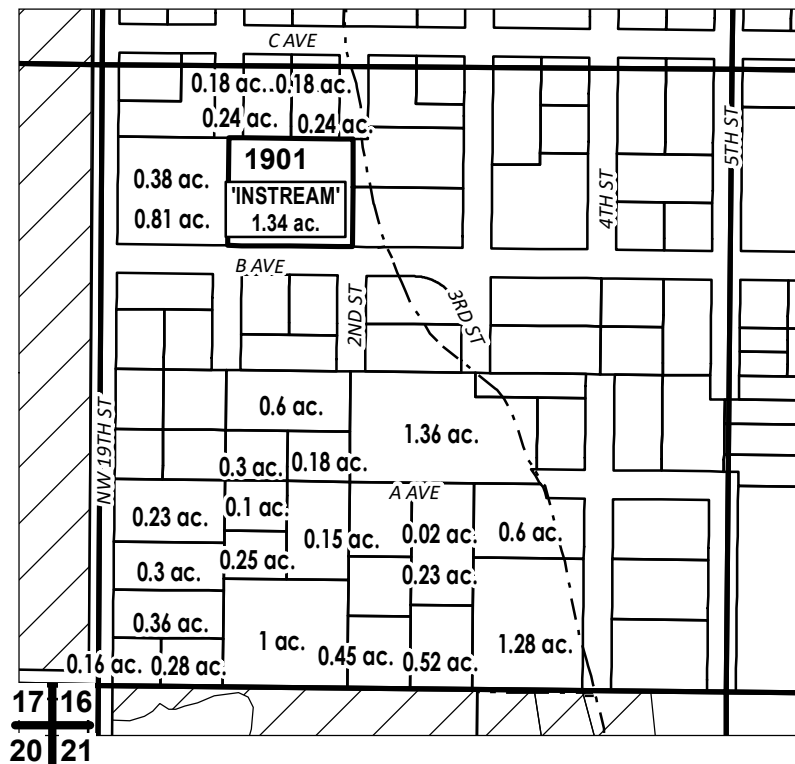 C AVE
0.18 ac.
0.18 ac.
0.24 ac.
0.24 ac.
5TH ST
1901
0.38 ac.
'INSTREAM'
4TH ST
0.81 ac.
1.34 ac.
B AVE
2ND ST
3RD ST
0.6 ac.
1.36 ac.
NW 19TH ST
0.3 ac.
0.18 ac.
A AVE
0.1 ac.
0.23 ac.
0.15 ac.
0.02 ac.
0.6 ac.
0.25 ac.
0.3 ac.
0.23 ac.
0.36 ac.
1 ac.
0.45 ac.
0.52 ac.
1.28 ac.
0.16 ac.
0.28 ac.
17 16
20 21